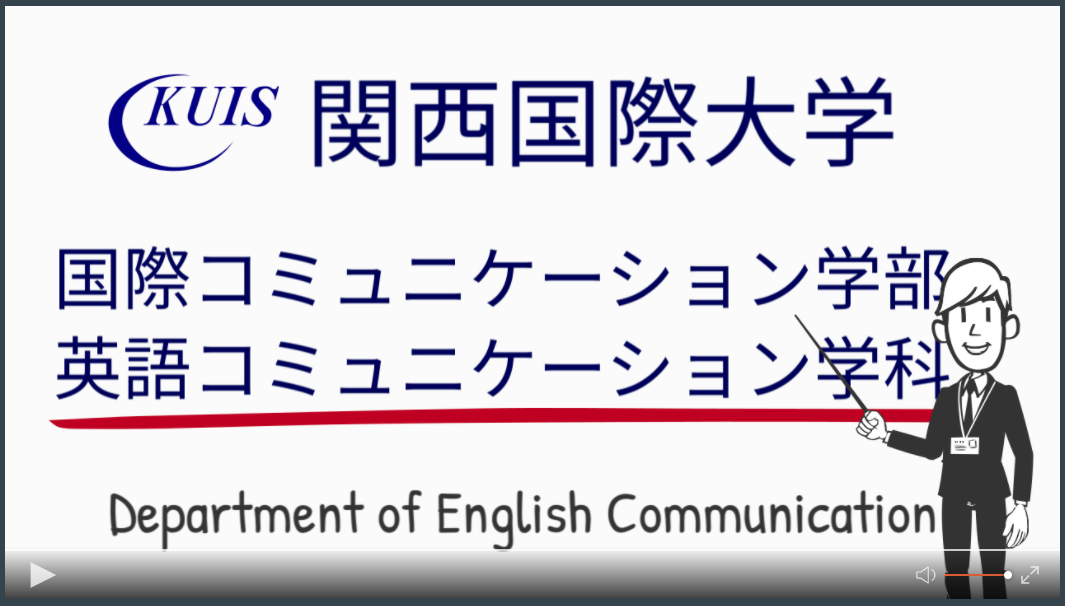 KUIS 関西国際大学
国際コミュニケーション学部
英語コミュニケーション学科
Department of English Communication